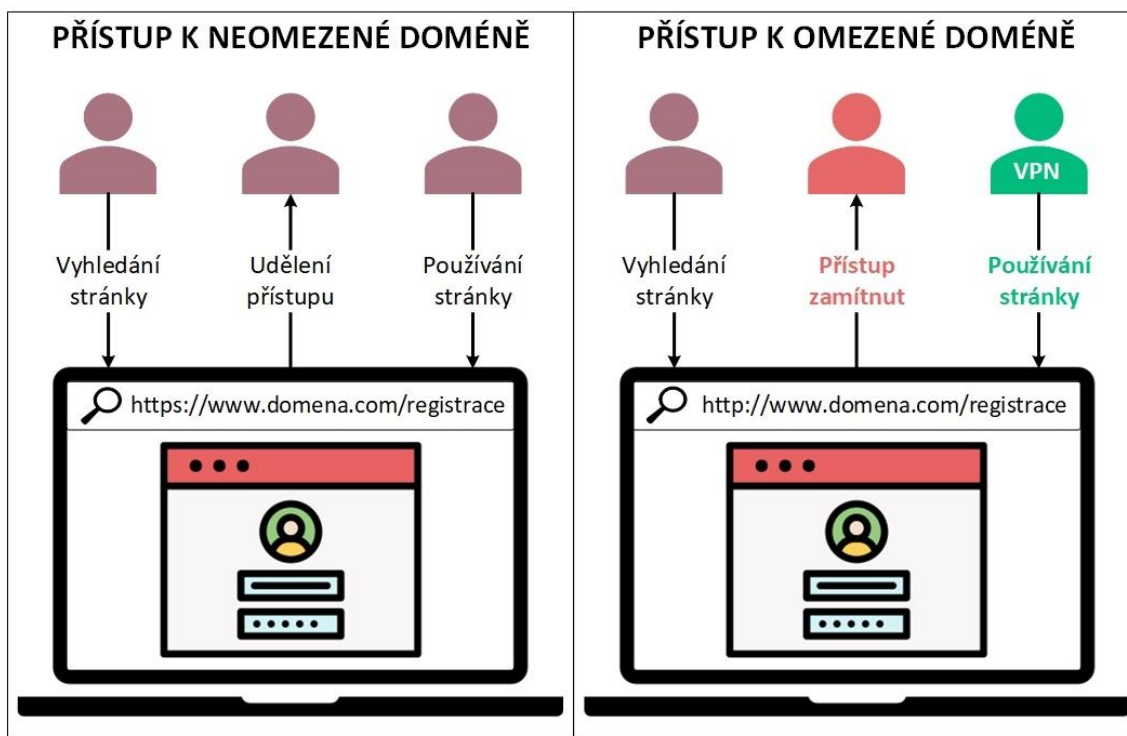 PŘÍSTUP K NEOMEZENÉ DOMÉNĚ
Vyhledání
stránky
Udělení
přístupu
Používání
stránky
https://www.domena.com/registrace
PŘÍSTUP K OMEZENÉ DOMÉNĚ
VPN
Vyhledání
stránky
Přístup
zamítnut
Používání
stránky
http://www.domena.com/registrace